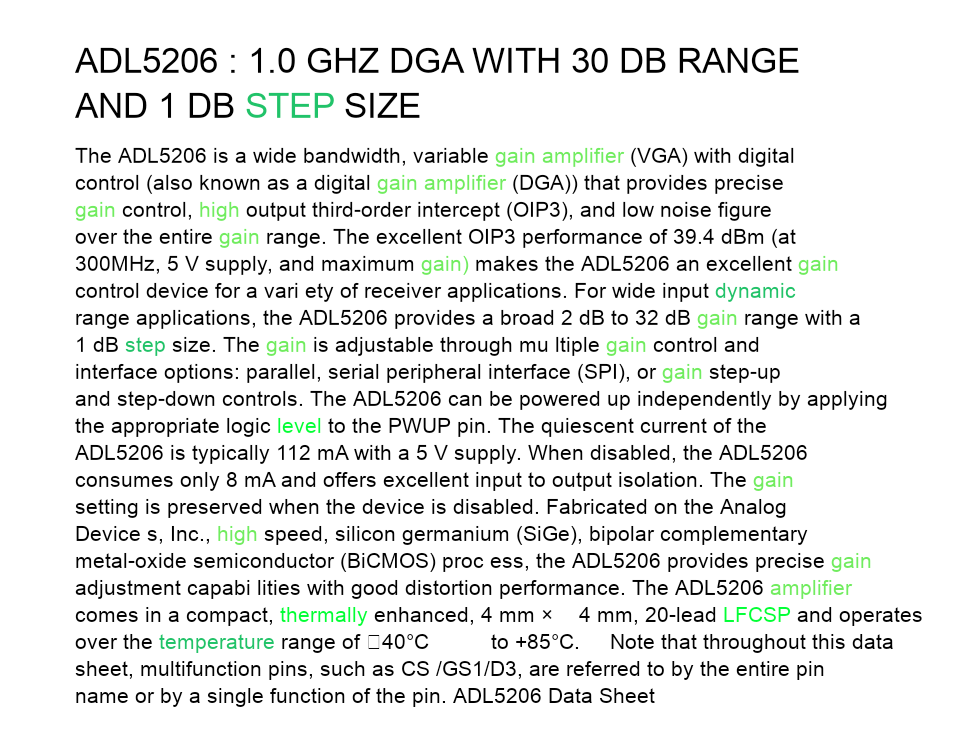 ADL5206 : 1.0 GHZ DGA WITH 30 DB RANGE
AND 1 DB STEP SIZE
The ADL5206 is a wide bandwidth, variable gain amplifier (VGA) with digital
control (also known as a digital gain amplifier (DGA)) that provides precise
gain control, high output third-order intercept (OIP3), and low noise figure
over the entire gain range. The excellent OIP3 performance of 39.4 dBm (at
300MHz, 5 V supply, and maximum gain) makes the ADL5206 an excellent gain
control device for a vari ety of receiver applications. For wide input dynamic
range applications, the ADL5206 provides a broad 2 dB to 32 dB gain range with a
1 dB step size. The gain is adjustable through mu ltiple gain control and
interface options: parallel, serial peripheral interface (SPI), or gain step-up
and step-down controls. The ADL5206 can be powered up independently by applying
the appropriate logic level to the PWUP pin. The quiescent current of the
ADL5206 is typically 112 mA with a 5 V supply. When disabled, the ADL5206
consumes only 8 mA and offers excellent input to output isolation. The gain
setting is preserved when the device is disabled. Fabricated on the Analog
Device s, Inc., high speed, silicon germanium (SiGe), bipolar complementary
metal-oxide semiconductor (BiCMOS) proc ess, the ADL5206 provides precise gain
adjustment capabi lities with good distortion performance. The ADL5206 amplifier
comes in a compact, thermally enhanced, 4 mm × 4 mm, 20-lead LFCSP and operates
over the temperature range of 40°C to +85°C. Note that throughout this data
sheet, multifunction pins, such as CS /GS1/D3, are referred to by the entire pin
name or by a single function of the pin. ADL5206 Data Sheet